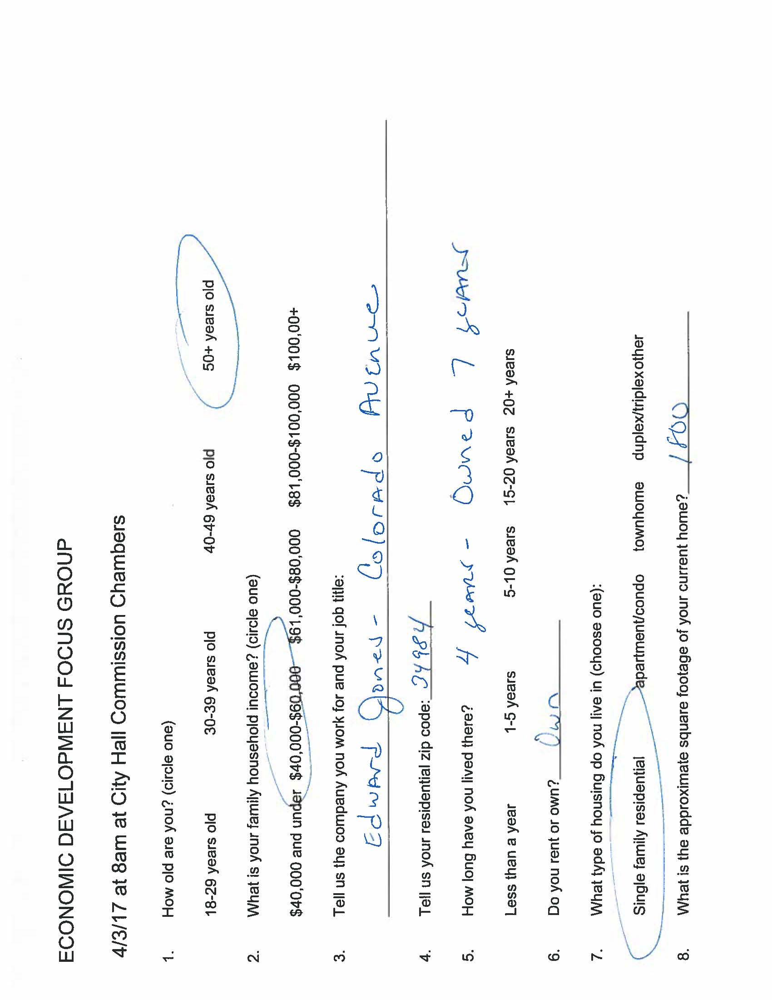 ECONOMIC DEVELOPMENT FOCUS GROUP
4/3/17 at 8am at City Hall Commission Chambers
1. How old are you? (circle one)
18-29 years old 30-39 years old 40-49 years old 50+ years old
2. What is your family household income? (circle one)
$40,000 and under $40,000-$60,000 $61,000-$80,000 $81,000-$100,000 $100,00+
3. Tell us the company you work for and your job title:
Edward Jones - Colorado Avenue
4. Tell us your residential zip code: 34984
5. How long have you lived there? 4 years - Owned 7 years
Less than a year 1-5 years 5-10 years 15-20 years 20+ years
6. Do you rent or own? Own
7. What type of housing do you live in (choose one):
Single family residential apartment/condo townhome duplex/triplex other
8. What is the approximate square footage of your current home? 1800